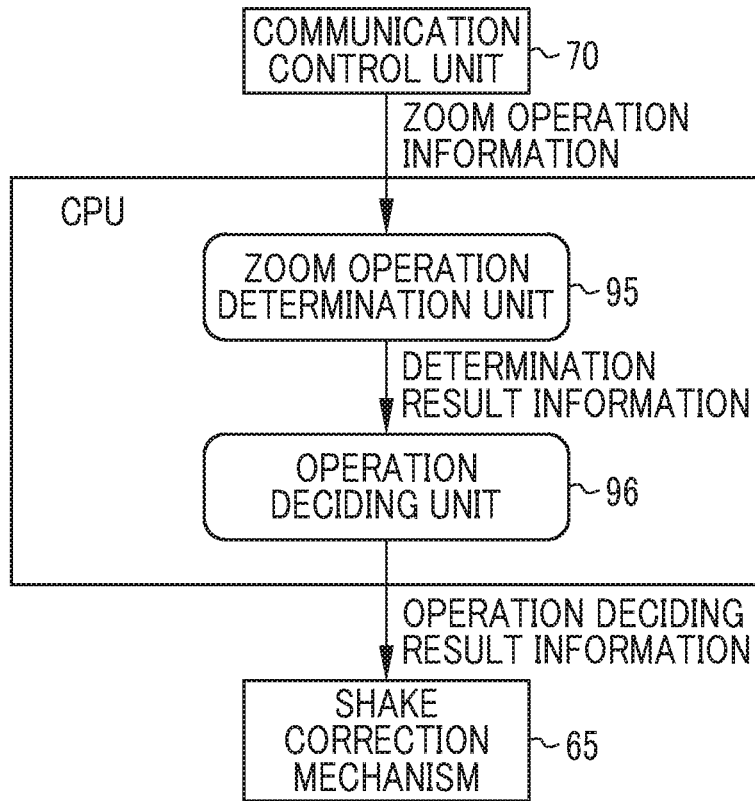 COMMUNICATION
CONTROL UNIT
70
ZOOM OPERATION
INFORMATION
CPU
ZOOM OPERATION
DETERMINATION UNIT
95
DETERMINATION
RESULT INFORMATION
OPERATION
DECIDING UNIT
96
OPERATION DECIDING
RESULT INFORMATION
SHAKE
CORRECTION
MECHANISM
65